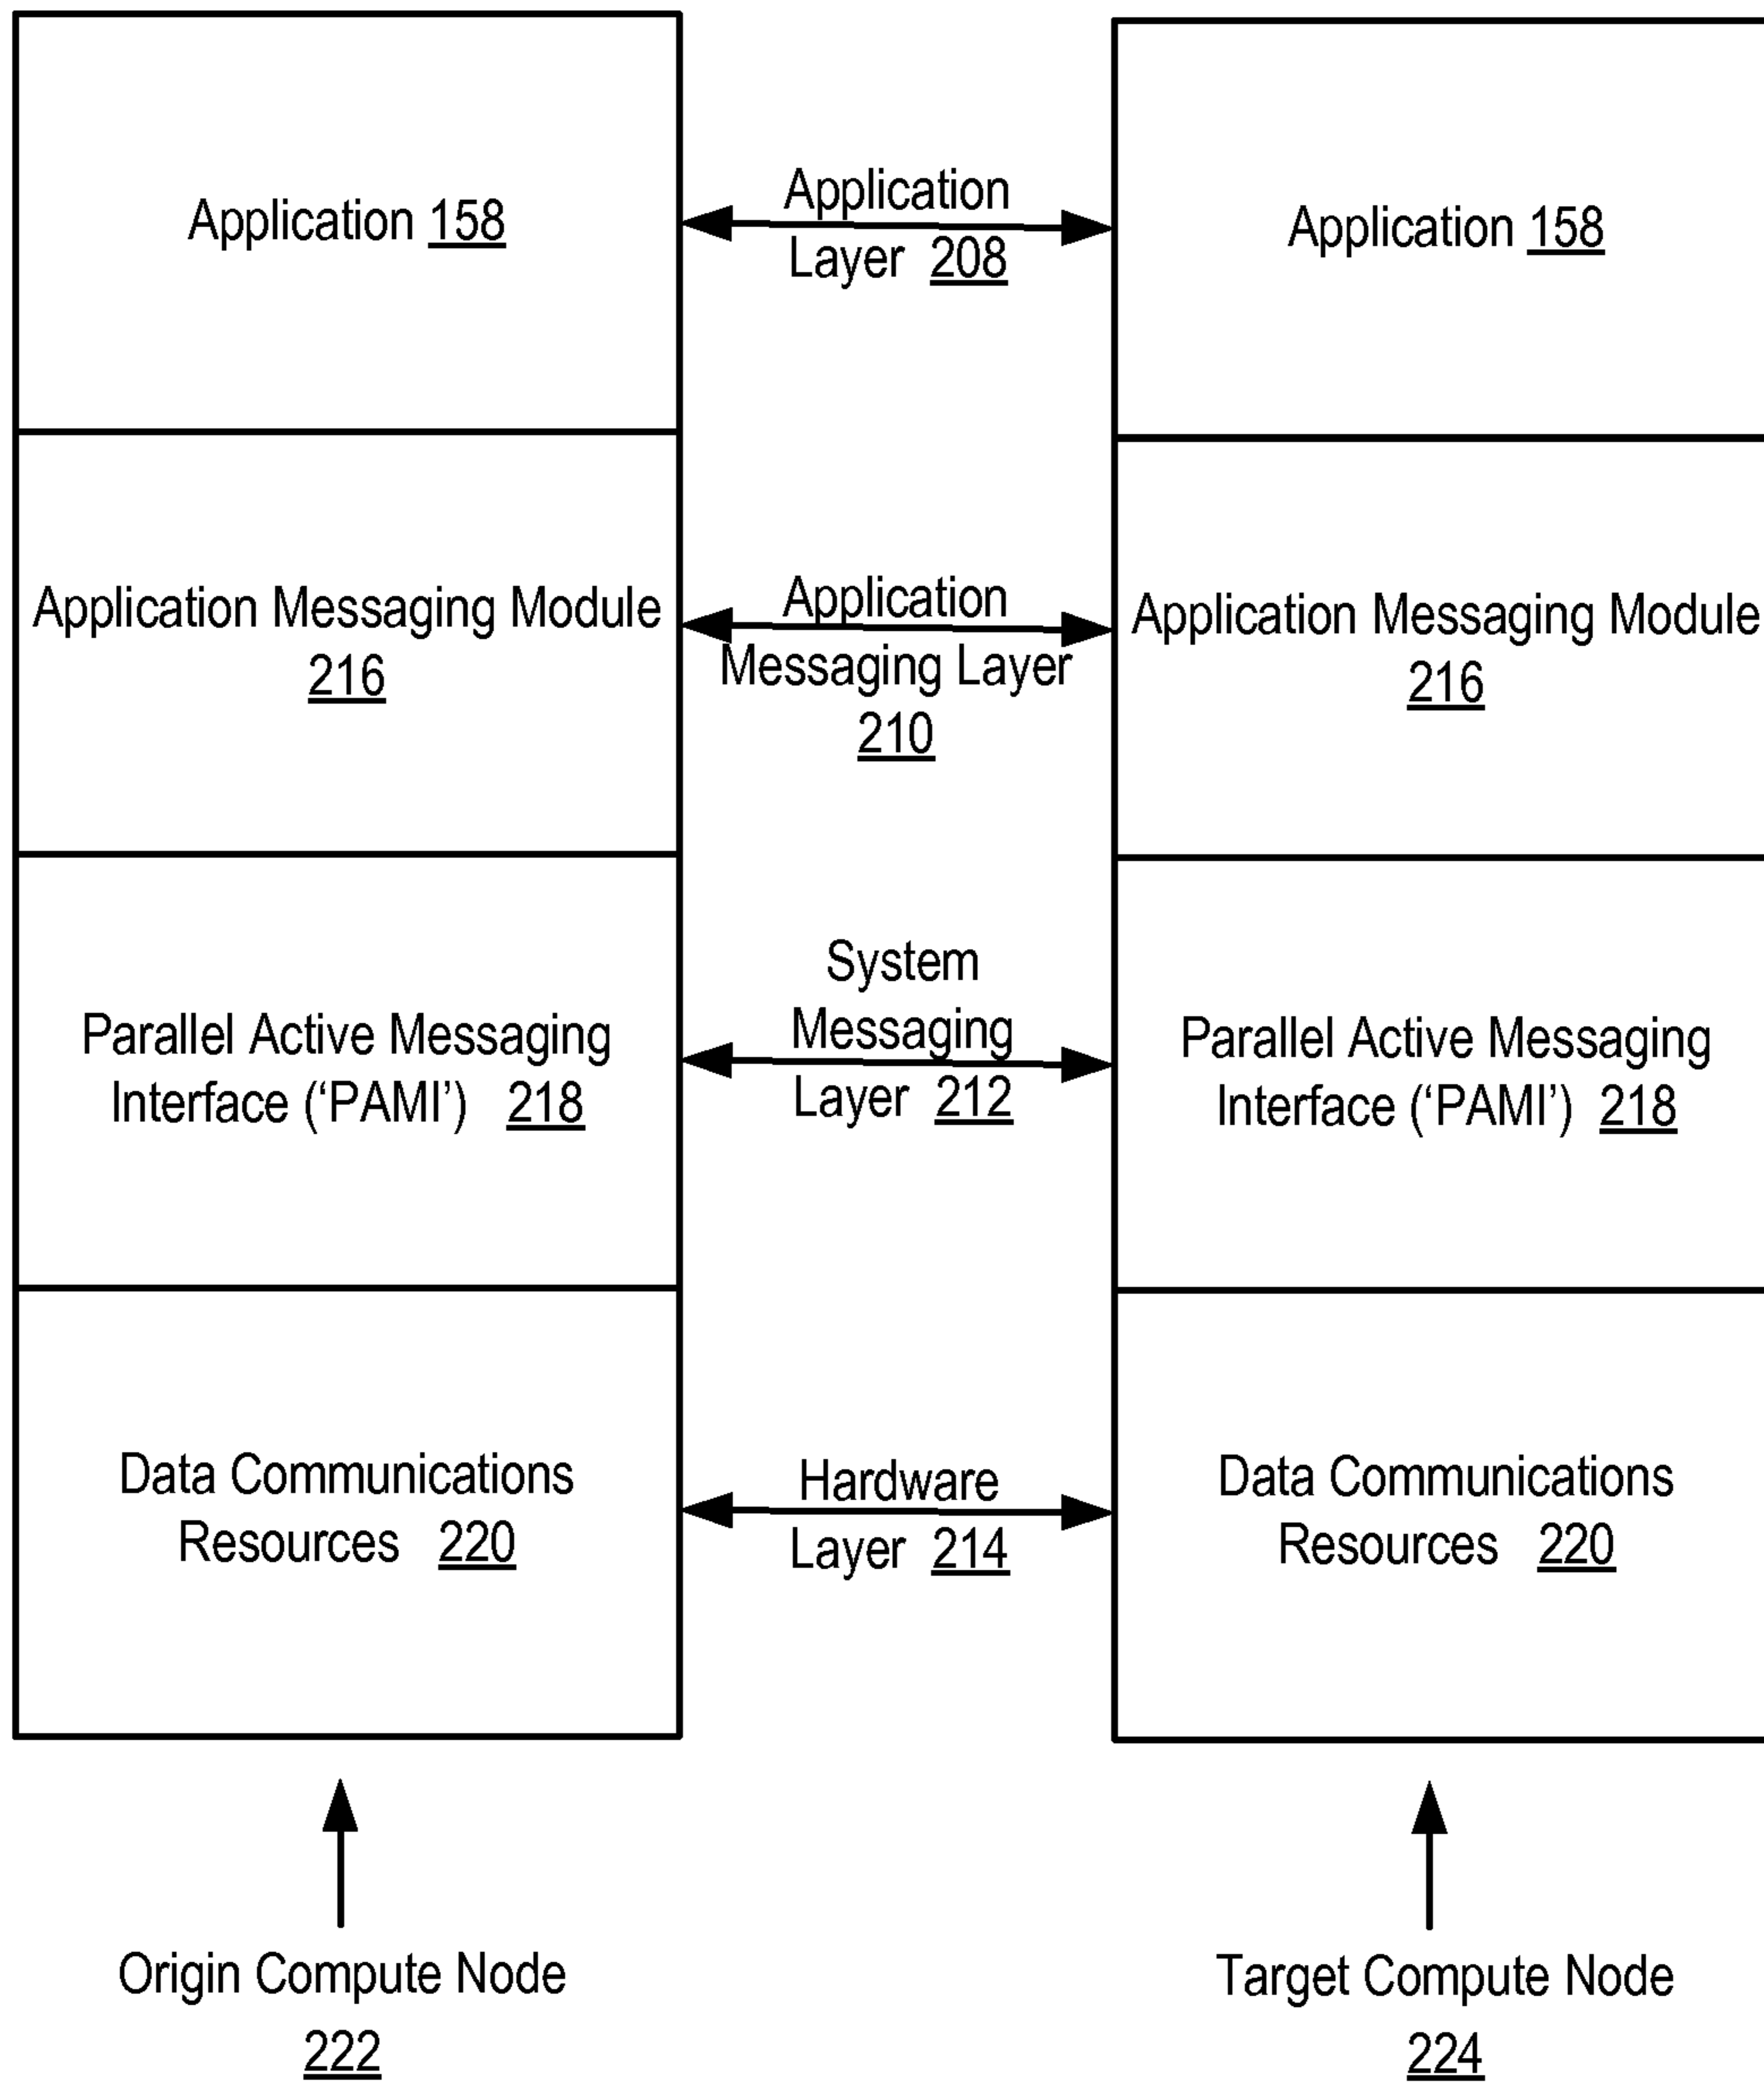 Application 158
Application
Layer 208
Application 158
Application Messaging Module
216
Application
Messaging Layer
210
Application Messaging Module
216
Parallel Active Messaging
Interface (‘PAMI’) 218
System
Messaging
Layer 212
Parallel Active Messaging
Interface (‘PAMI’) 218
Data Communications
Resources 220
Hardware
Layer 214
Data Communications
Resources 220
Origin Compute Node
222
Target Compute Node
224